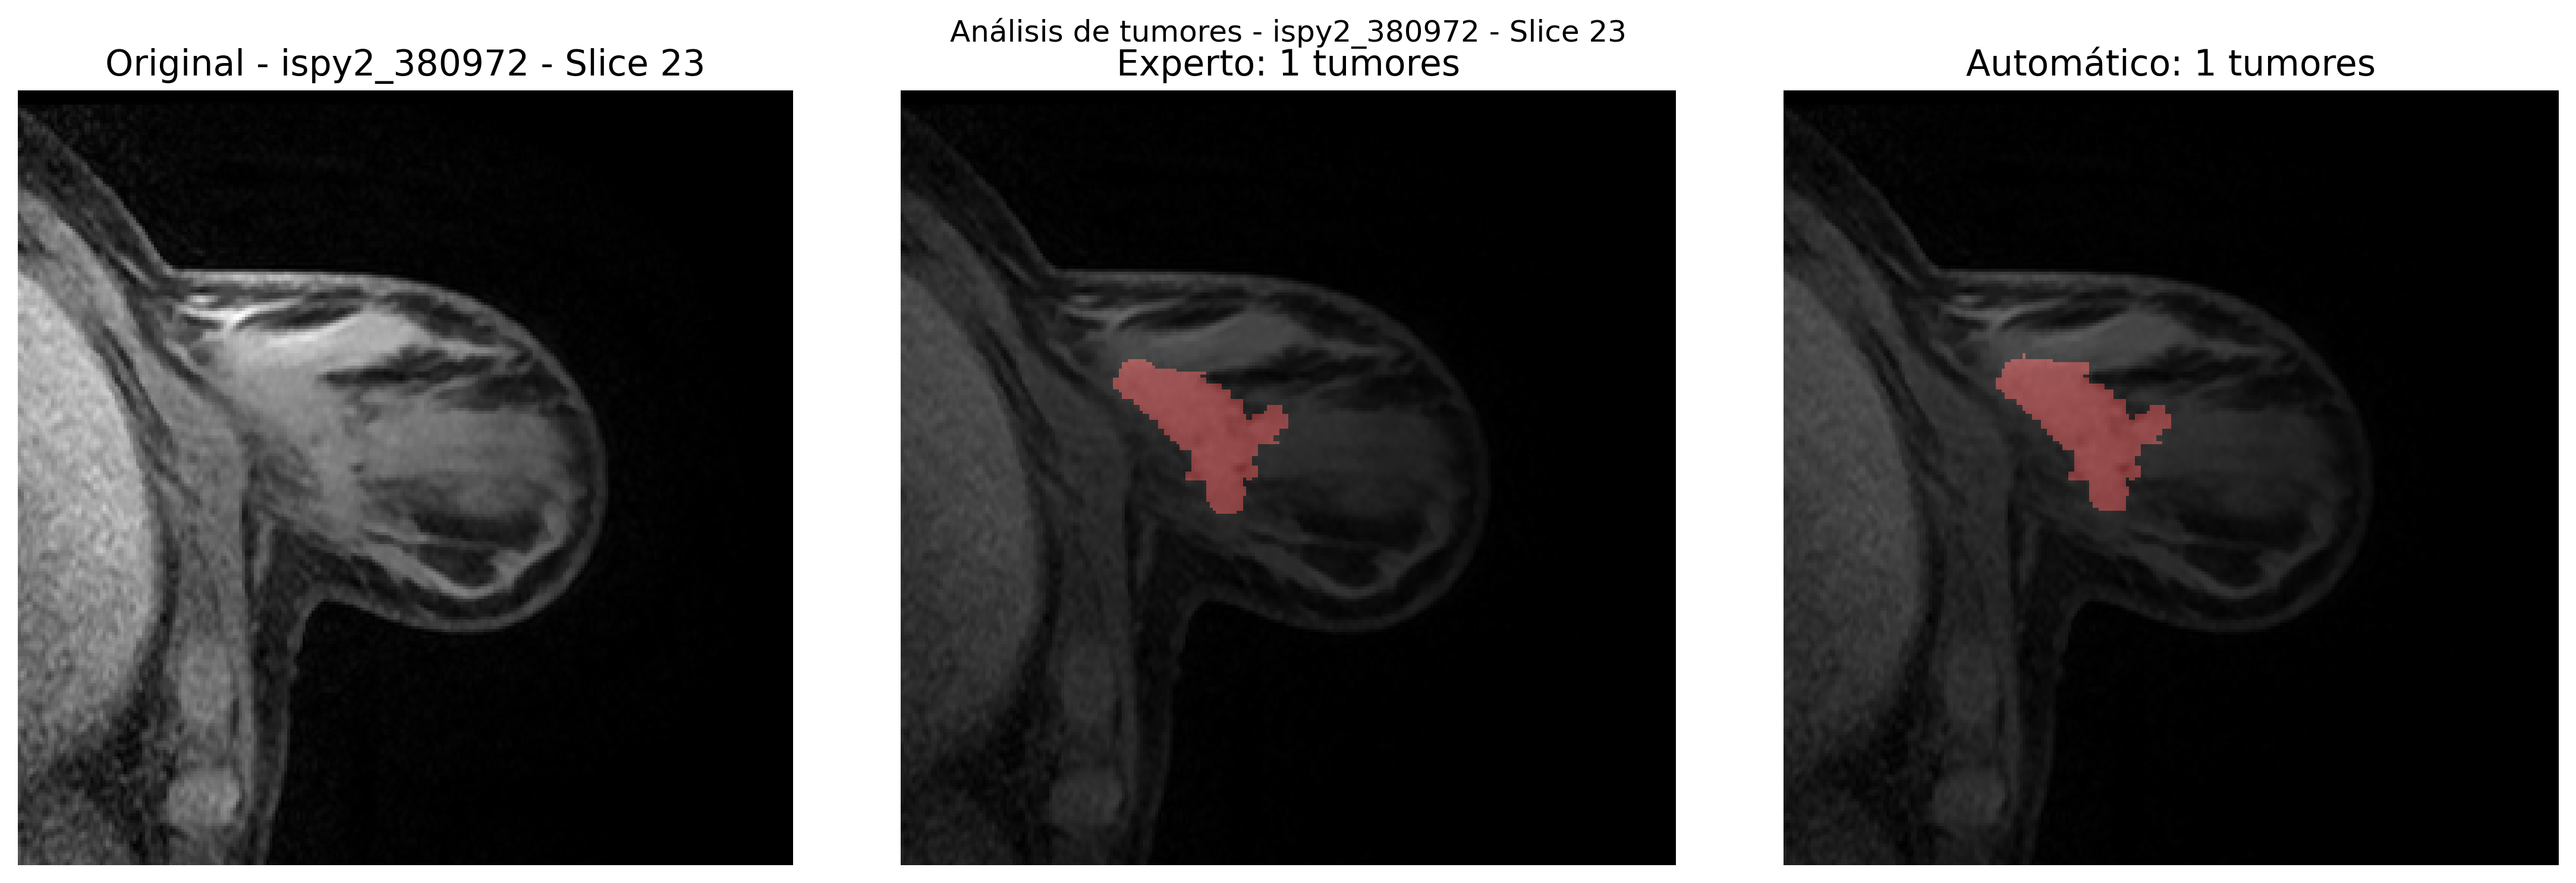 Análisis de tumores - ispy2_380972 - Slice 23
Original - ispy2_380972 - Slice 23
Experto: 1 tumores
Automático: 1 tumores